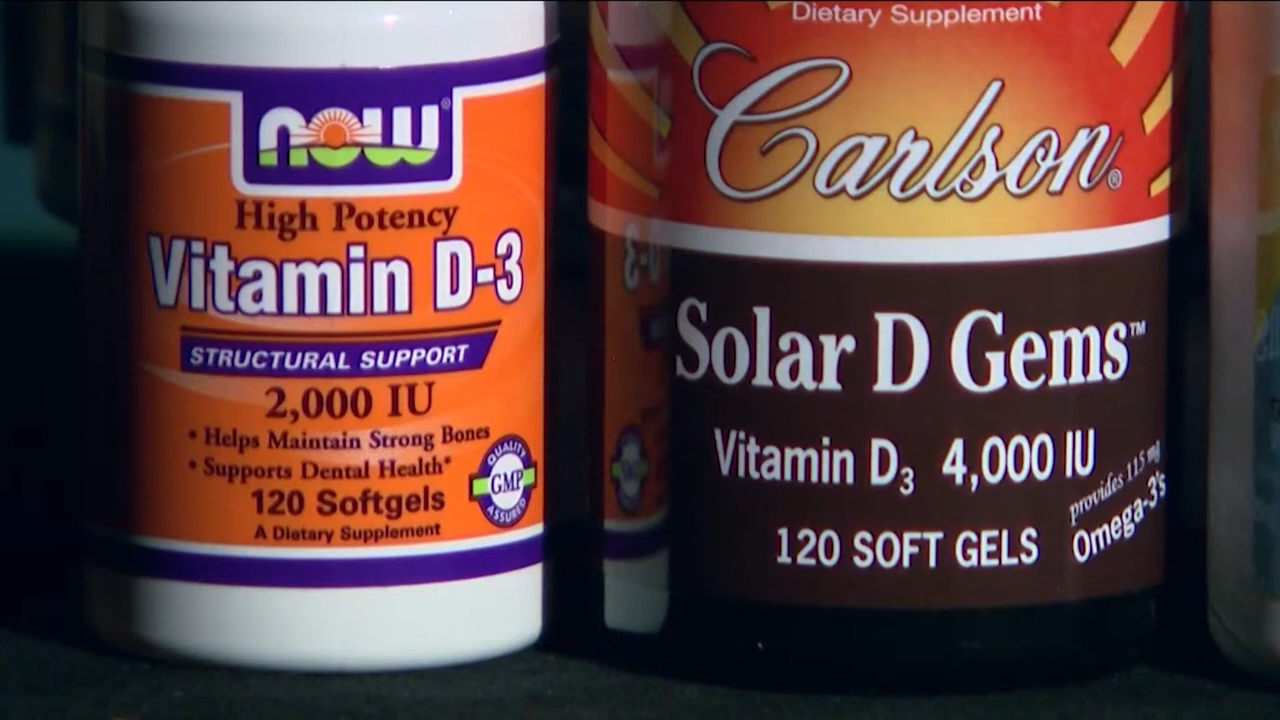 now®
High Potency
Vitamin D-3
STRUCTURAL SUPPORT
2,000 IU
• Helps Maintain Strong Bones
• Supports Dental Health*
120 Softgels
A Dietary Supplement
QUALITY
GMP
ASSURED
Dietary Supplement
Carlson®
Solar D Gems™
Vitamin D₃ 4,000 IU
provides 115 mg
Omega-3's
120 SOFT GELS